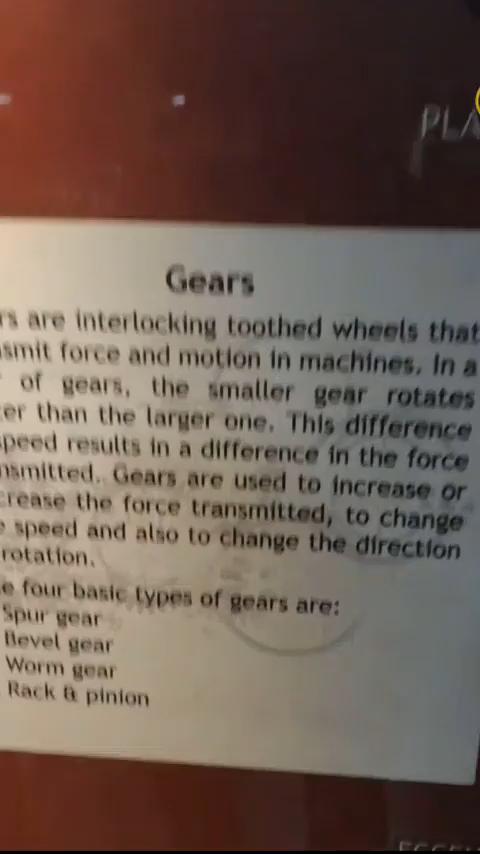 PLA
Gears
rs are interlocking toothed wheels that
smit force and motion in machines. In a
of gears, the smaller gear rotates
er than the larger one. This difference
speed results in a difference in the force
nsmitted. Gears are used to increase or
crease the force transmitted, to change
e speed and also to change the direction
rotation.
e four basic types of gears are:
Spur gear
Bevel gear
Worm gear
Rack & pinion